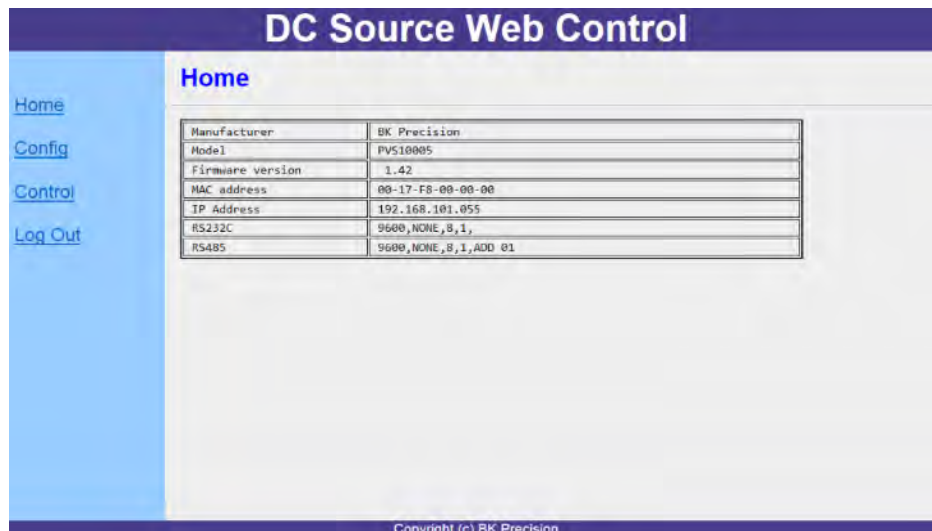 DC Source Web Control
Home
Home
Config
Control
Log Out
Manufacturer BK Precision
Model PVS10005
Firmware version 1.42
MAC address 00-17-F8-00-00-00
IP Address 192.168.101.055
RS232C 9600,NONE,8,1,
RS485 9600,NONE,8,1,ADD 01
Copyright (c) BK Precision